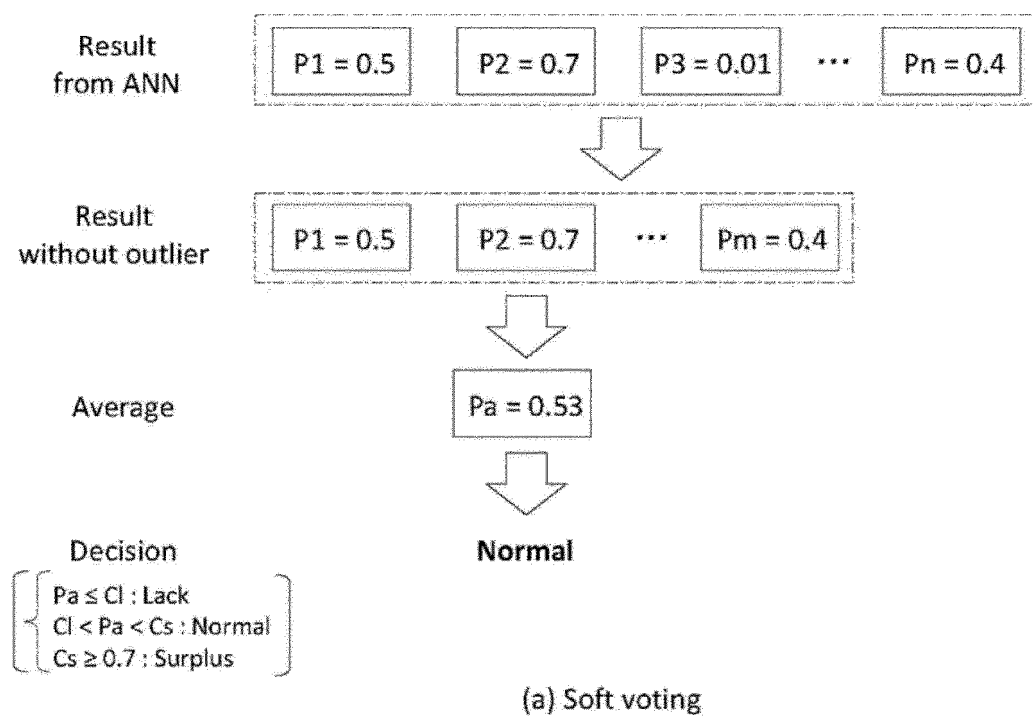 Result
from ANN
P1 = 0.5 P2 = 0.7 P3 = 0.01 ··· Pn = 0.4
Result
without outlier
P1 = 0.5 P2 = 0.7 ··· Pm = 0.4
Average
Pa = 0.53
Decision
Normal
Pa ≤ Cl : Lack
Cl < Pa < Cs : Normal
Cs ≥ 0.7 : Surplus
(a) Soft voting